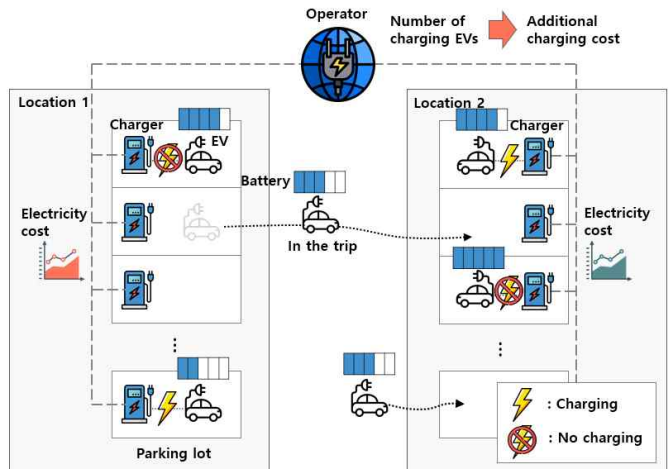 Operator
Number of
charging EVs
Additional
charging cost
Location 1
Location 2
Charger
EV
Charger
Battery
Electricity
cost
In the trip
Electricity
cost
...
...
Parking lot
: Charging
: No charging